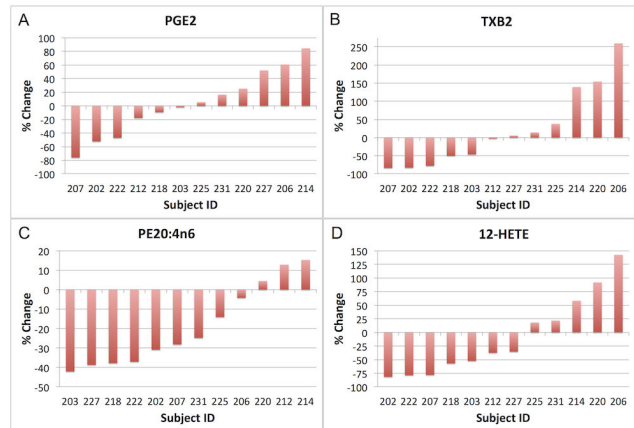 A
PGE2
100
80
60
40
20
0
-20
-40
-60
-80
-100
% Change
207 202 222 212 218 203 225 231 220 227 206 214
Subject ID
B
TXB2
250
200
150
100
50
0
-50
-100
% Change
207 202 222 218 203 212 227 231 225 214 220 206
Subject ID
C
PE20:4n6
20
10
0
-10
-20
-30
-40
-50
% Change
203 227 218 222 202 207 231 225 206 220 212 214
Subject ID
D
12-HETE
150
125
100
75
50
25
0
-25
-50
-75
-100
% Change
202 222 207 218 203 212 227 225 231 214 220 206
Subject ID